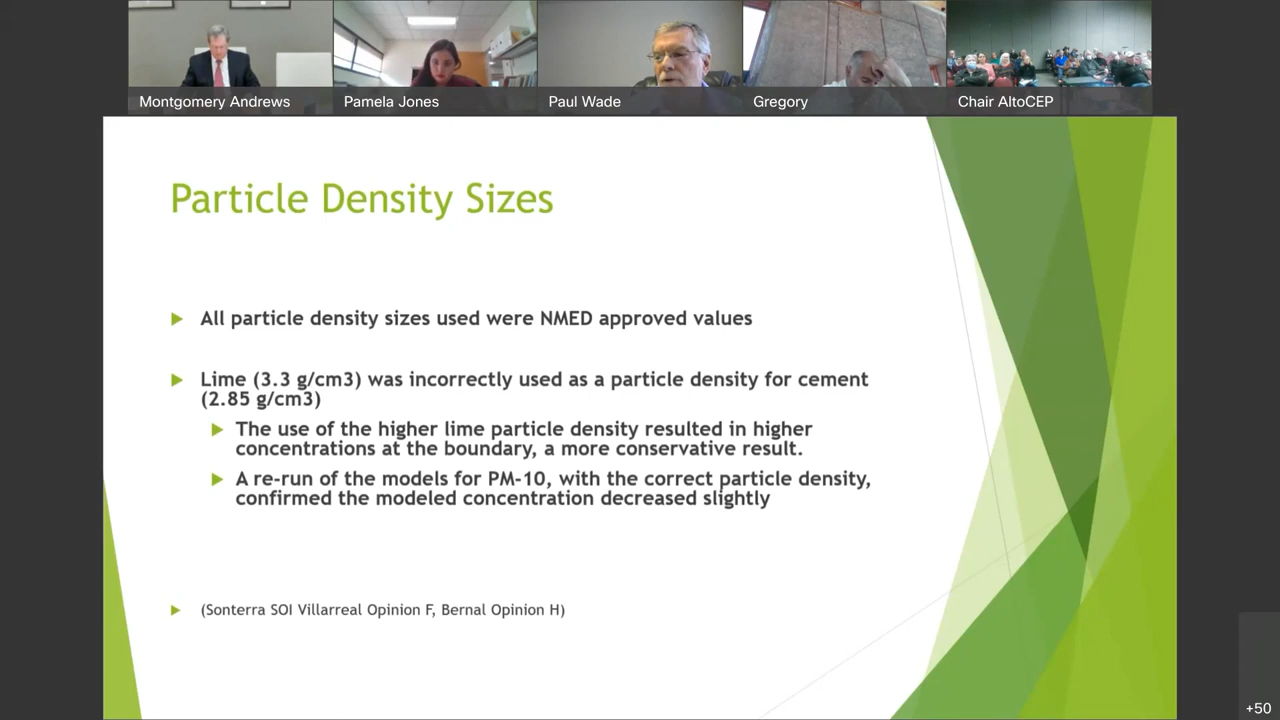 Montgomery Andrews
Pamela Jones
Paul Wade
Gregory
Chair AltoCEP
Particle Density Sizes
All particle density sizes used were NMED approved values
Lime (3.3 g/cm3) was incorrectly used as a particle density for cement
(2.85 g/cm3)
The use of the higher lime particle density resulted in higher
concentrations at the boundary, a more conservative result.
A re-run of the models for PM-10, with the correct particle density,
confirmed the modeled concentration decreased slightly
(Sonterra SOI Villarreal Opinion F, Bernal Opinion H)
+50